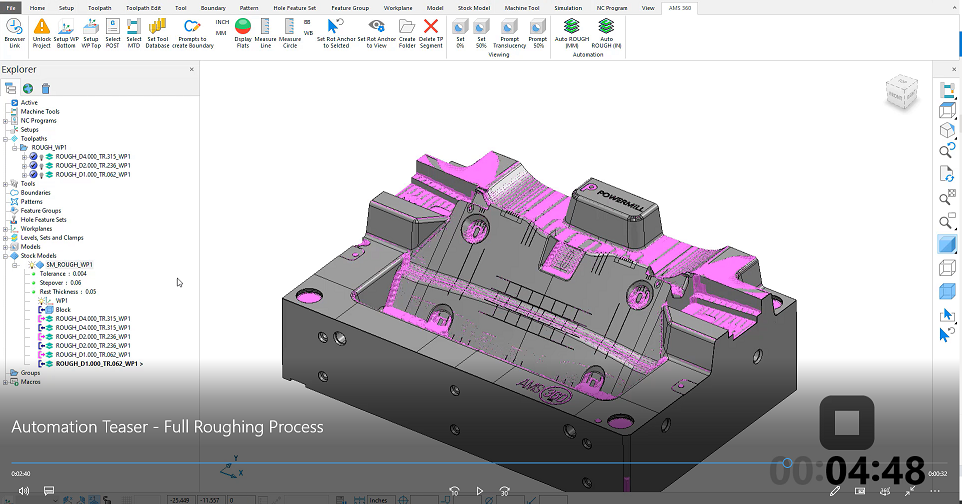 File Home Setup Toolpath Toolpath Edit Tool Boundary Pattern Hole Feature Set Feature Group Workplane Model Stock Model Machine Tool Simulation NC Program View AMS 360
Browser Link
Unlock Project
Setup WP Bottom
Setup WP Top
Select POST
Select MTD
Set Tool Database
Prompts to create Boundary
INCH
MM
Display Flats
Measure Line
Measure Circle
BB
WB
Set Rot Anchor to Selcted
Set Rot Anchor to View
Create Folder
Delete TP Segment
Set 0%
Set 50%
Prompt Translucency
Prompt 50%
Auto ROUGH (MM)
Auto ROUGH (IN)
Viewing
Automation
Explorer
Active
Machine Tools
NC Programs
Setups
Toolpaths
ROUGH_WP1
ROUGH_D4.000_TR.315_WP1
ROUGH_D2.000_TR.236_WP1
ROUGH_D1.000_TR.062_WP1
Tools
Boundaries
Patterns
Feature Groups
Hole Feature Sets
Workplanes
Levels, Sets and Clamps
Models
Stock Models
SM_ROUGH_WP1
Tolerance : 0.004
Stepover : 0.06
Rest Thickness : 0.05
WP1
Block
ROUGH_D4.000_TR.315_WP1
ROUGH_D4.000_TR.315_WP1
ROUGH_D2.000_TR.236_WP1
ROUGH_D2.000_TR.236_WP1
ROUGH_D1.000_TR.062_WP1
ROUGH_D1.000_TR.062_WP1 >
Groups
Macros
POWERMILL
AMS 360
Automation Teaser - Full Roughing Process
Y
X
0:02:40
00:04:48
0:00:32
10
30
-25.449 -11.557 0
Inches